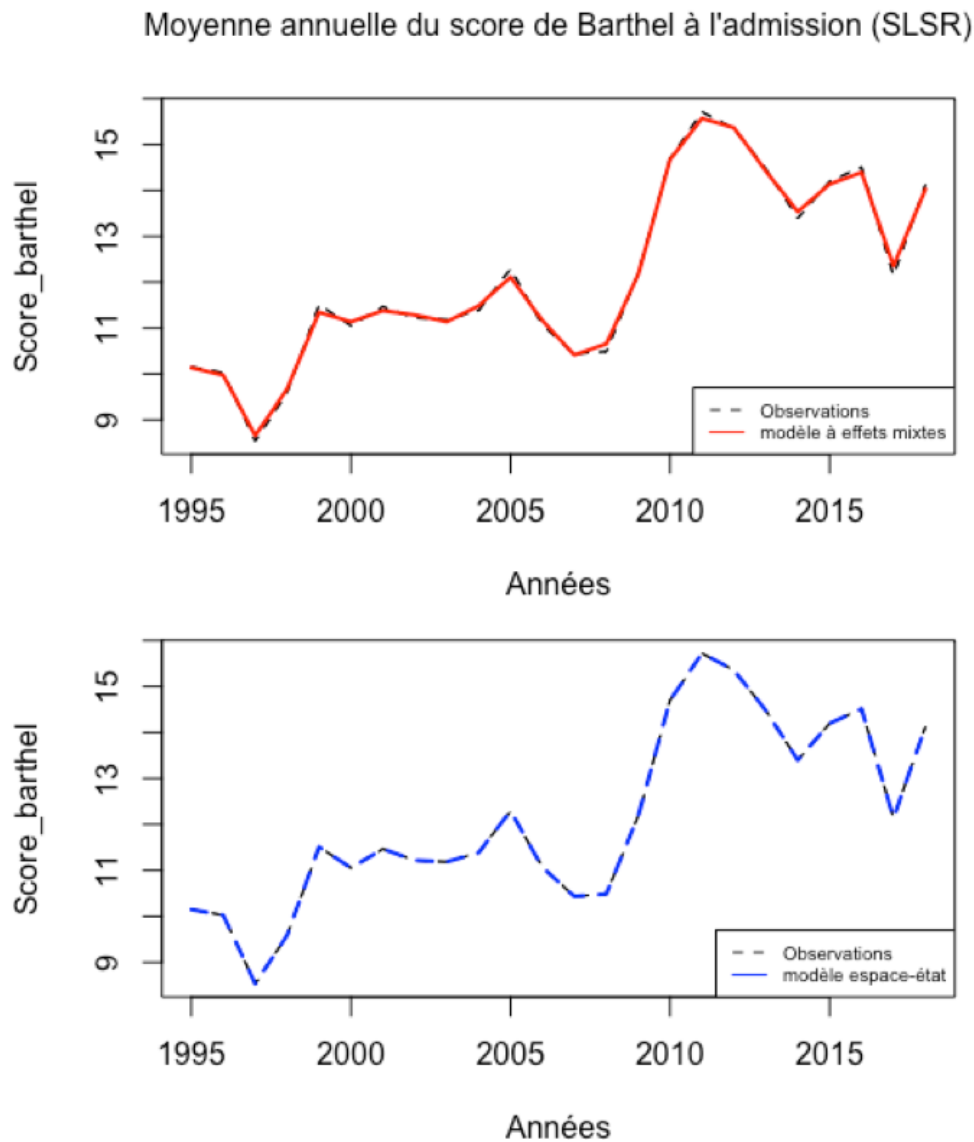 Moyenne annuelle du score de Barthel à l'admission (SLSR)
Score_barthel
15
13
11
9
Observations
modèle à effets mixtes
1995 2000 2005 2010 2015
Années
Score_barthel
15
13
11
9
Observations
modèle espace-état
1995 2000 2005 2010 2015
Années